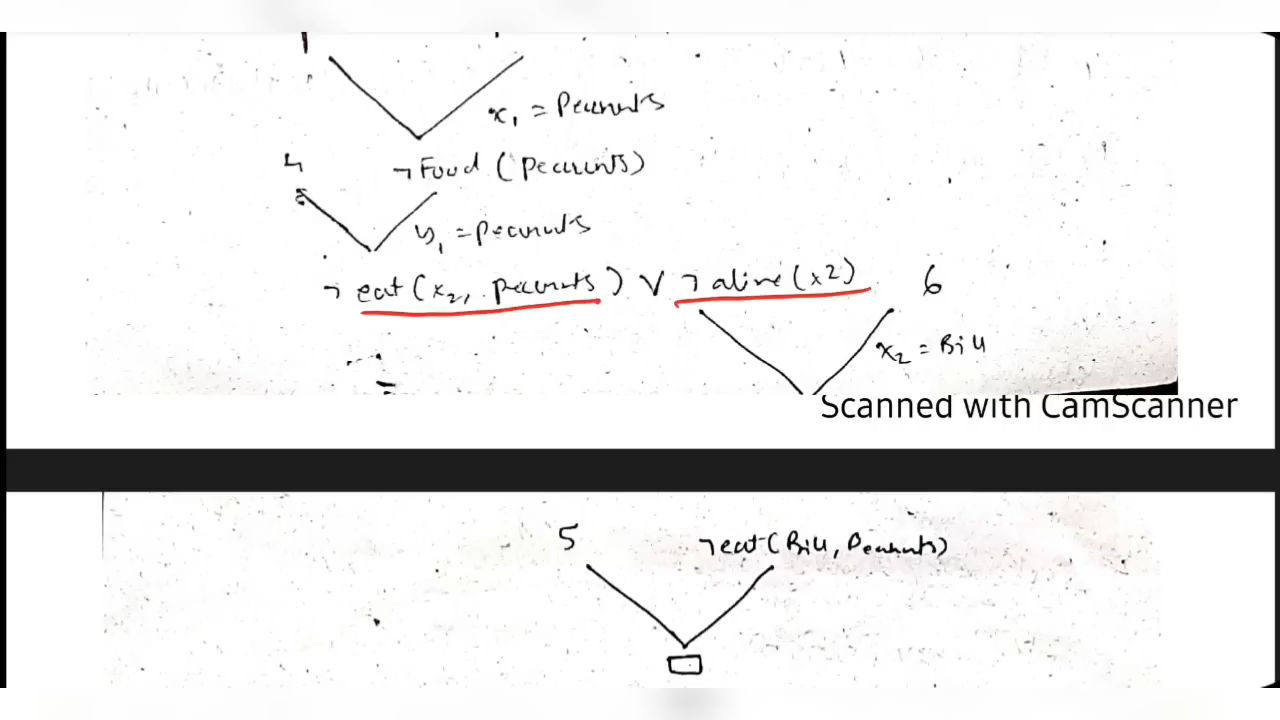 x₁ = Peanuts
4 ¬Food (Peanuts)
y₁ = Peanuts
¬ eat (x₂, peanuts) ∨ ¬ alive (x2) 6
x₂ = Bill
Scanned with CamScanner
5 ¬eat (Bill, Peanuts)